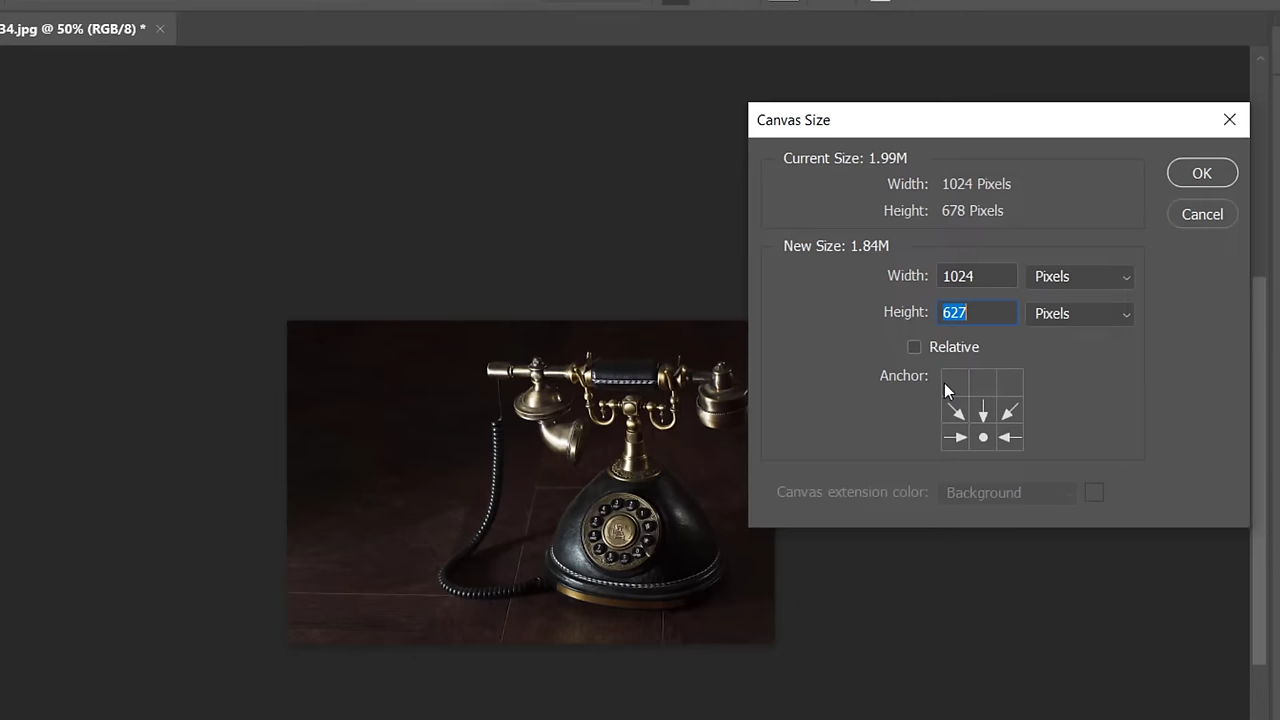 34.jpg @ 50% (RGB/8) *
Canvas Size
Current Size: 1.99M
Width: 1024 Pixels
Height: 678 Pixels
OK
Cancel
New Size: 1.84M
Width: 1024 Pixels
Height: 627 Pixels
Relative
Anchor:
Canvas extension color: Background